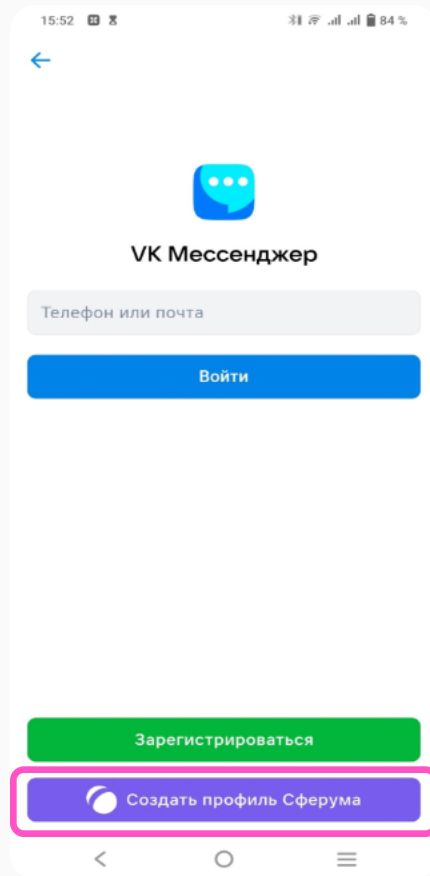 15:52 84 %
VK Мессенджер
Телефон или почта
Войти
Зарегистрироваться
Создать профиль Сферума